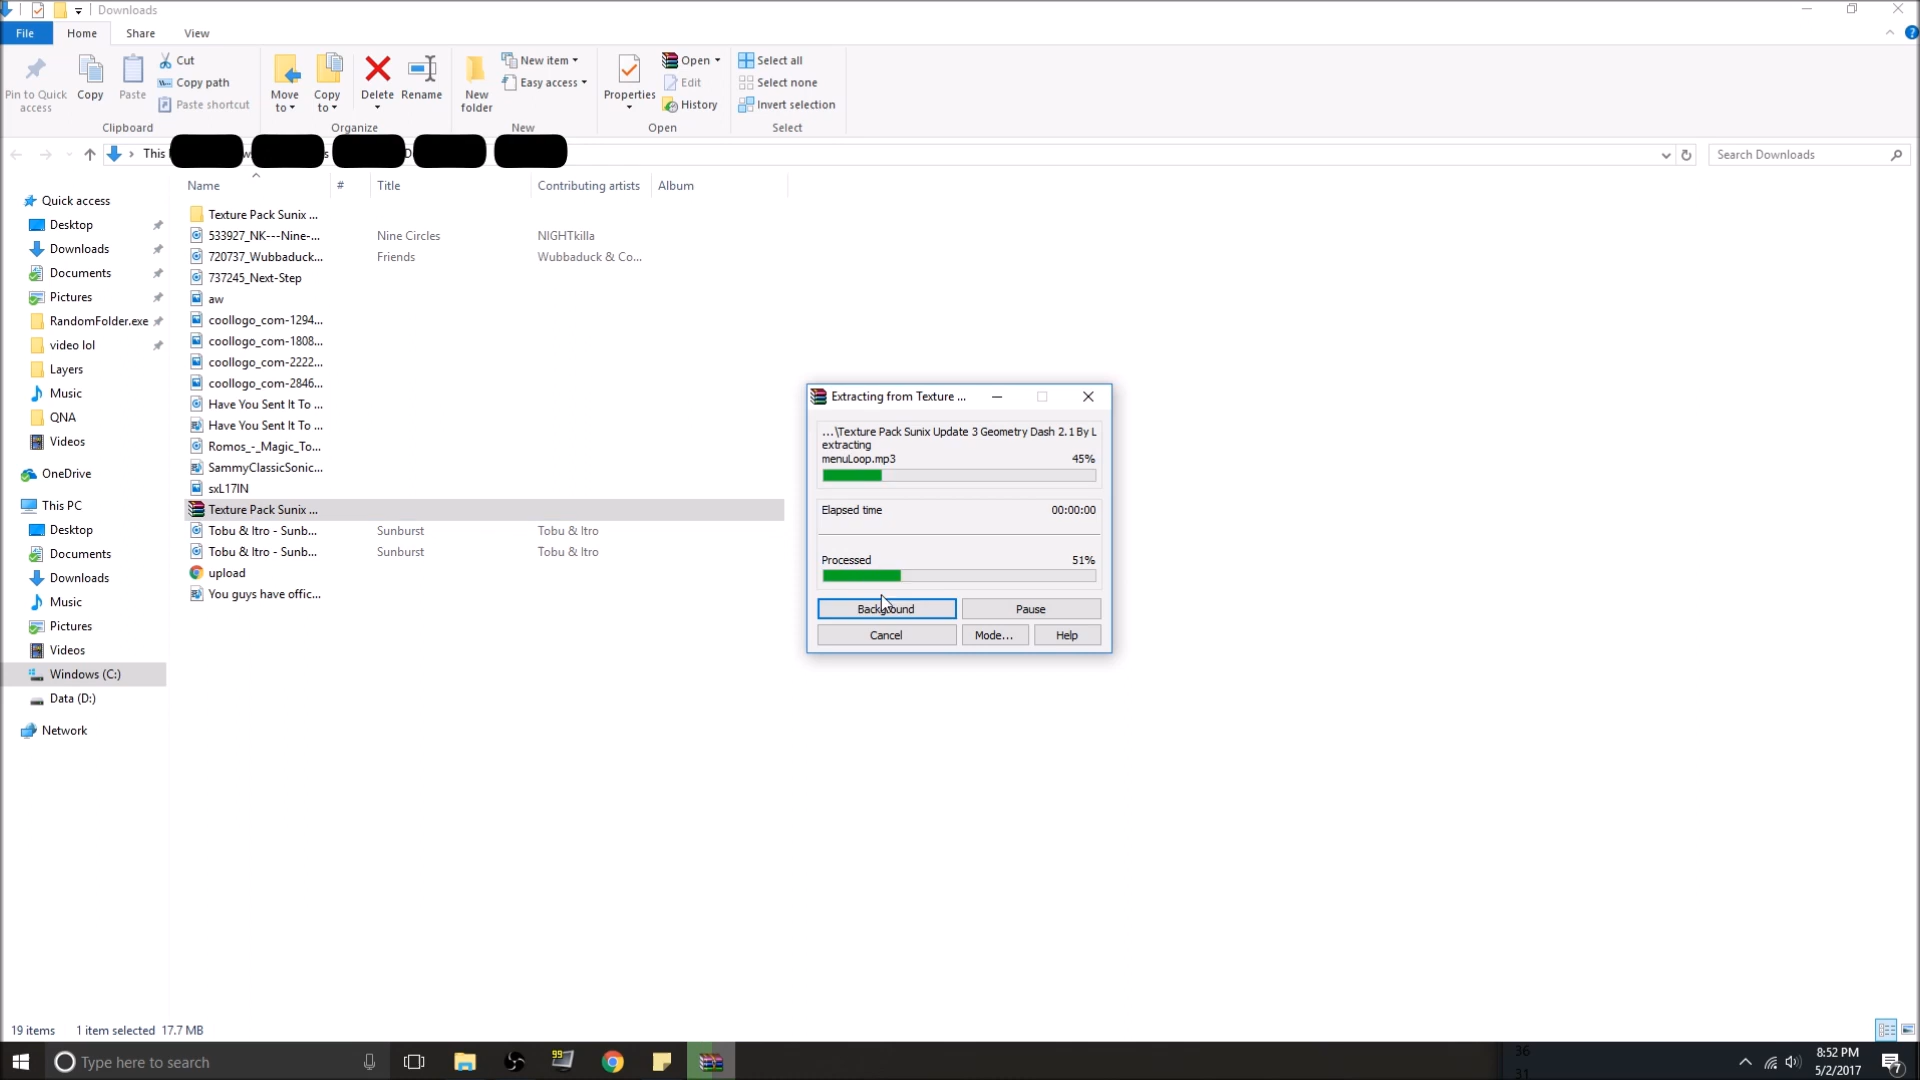 Downloads
File Home Share View
Pin to Quick access
Copy
Paste
Cut
Copy path
Paste shortcut
Clipboard
Move to
Copy to
Delete
Rename
Organize
New folder
New item
Easy access
New
Properties
Open
Edit
History
Open
Select all
Select none
Invert selection
Select
This
Search Downloads
Name # Title Contributing artists Album
Quick access
Desktop
Downloads
Documents
Pictures
RandomFolder.exe
video lol
Layers
Music
QNA
Videos
OneDrive
This PC
Desktop
Documents
Downloads
Music
Pictures
Videos
Windows (C:)
Data (D:)
Network
Texture Pack Sunix ...
533927_NK---Nine-... Nine Circles NIGHTkilla
720737_Wubbaduck... Friends Wubbaduck & Co...
737245_Next-Step
aw
coollogo_com-1294...
coollogo_com-1808...
coollogo_com-2222...
coollogo_com-2846...
Have You Sent It To ...
Have You Sent It To ...
Romos_-_Magic_To...
SammyClassicSonic...
sxL17IN
Texture Pack Sunix ...
Tobu & Itro - Sunb... Sunburst Tobu & Itro
Tobu & Itro - Sunb... Sunburst Tobu & Itro
upload
You guys have offic...
Extracting from Texture ...
...\Texture Pack Sunix Update 3 Geometry Dash 2.1 By L
extracting
menuLoop.mp3 45%
Elapsed time 00:00:00
Processed 51%
Background Pause
Cancel Mode... Help
19 items 1 item selected 17.7 MB
Type here to search
99
36
31
8:52 PM
5/2/2017
7